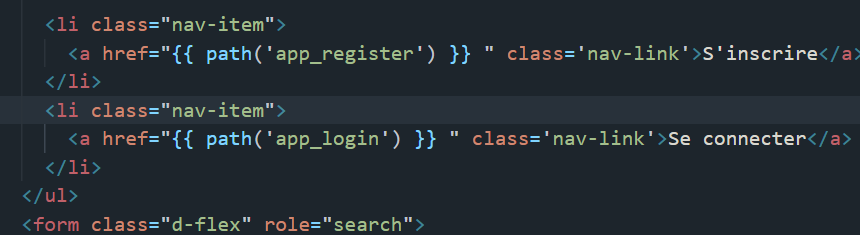 <li class="nav-item">
<a href="{{ path('app_register') }} " class='nav-link'>S'inscrire</a>
</li>
<li class="nav-item">
<a href="{{ path('app_login') }} " class='nav-link'>Se connecter</a>
</li>
</ul>
<form class="d-flex" role="search">